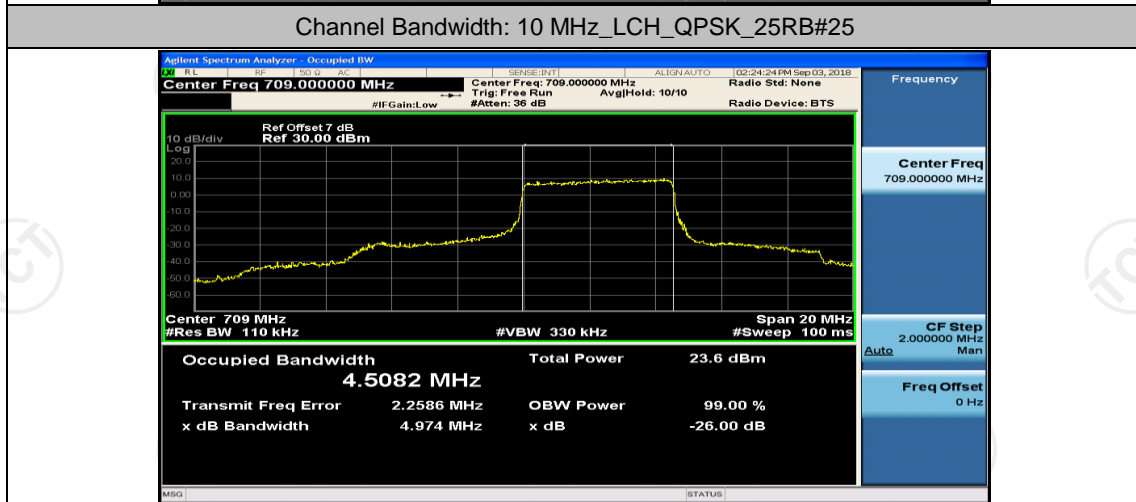 Channel Bandwidth: 10 MHz_LCH_QPSK_25RB#25
Agilent Spectrum Analyzer - Occupied BW
LXI RL RF 50 Ω AC SENSE:INT ALIGN AUTO 02:24:24 PM Sep 03, 2018
Center Freq 709.000000 MHz Center Freq: 709.000000 MHz Radio Std: None
Trig: Free Run Avg|Hold: 10/10
#IFGain:Low #Atten: 36 dB Radio Device: BTS
Ref Offset 7 dB
10 dB/div Ref 30.00 dBm
Log
20.0
10.0
0.00
-10.0
-20.0
-30.0
-40.0
-50.0
-60.0
Center 709 MHz Span 20 MHz
#Res BW 110 kHz #VBW 330 kHz #Sweep 100 ms
Occupied Bandwidth Total Power 23.6 dBm
4.5082 MHz
Transmit Freq Error 2.2586 MHz OBW Power 99.00 %
x dB Bandwidth 4.974 MHz x dB -26.00 dB
Frequency
Center Freq
709.000000 MHz
CF Step
2.000000 MHz
Auto Man
Freq Offset
0 Hz
MSG STATUS
TCT
TCT